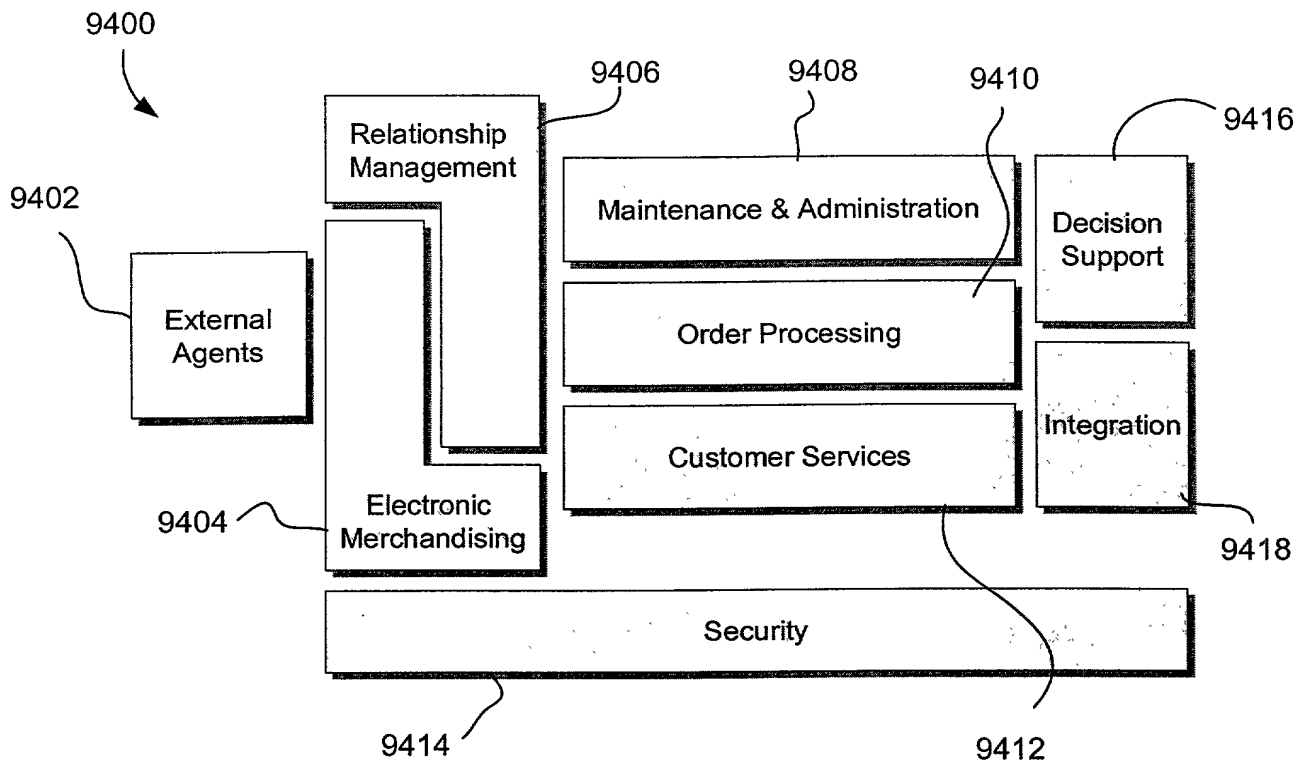 9400
9406
9408
9410
9416
Relationship
Management
9402
Maintenance & Administration
Decision
Support
External
Agents
Order Processing
Integration
Customer Services
9404
Electronic
Merchandising
9418
Security
9414
9412